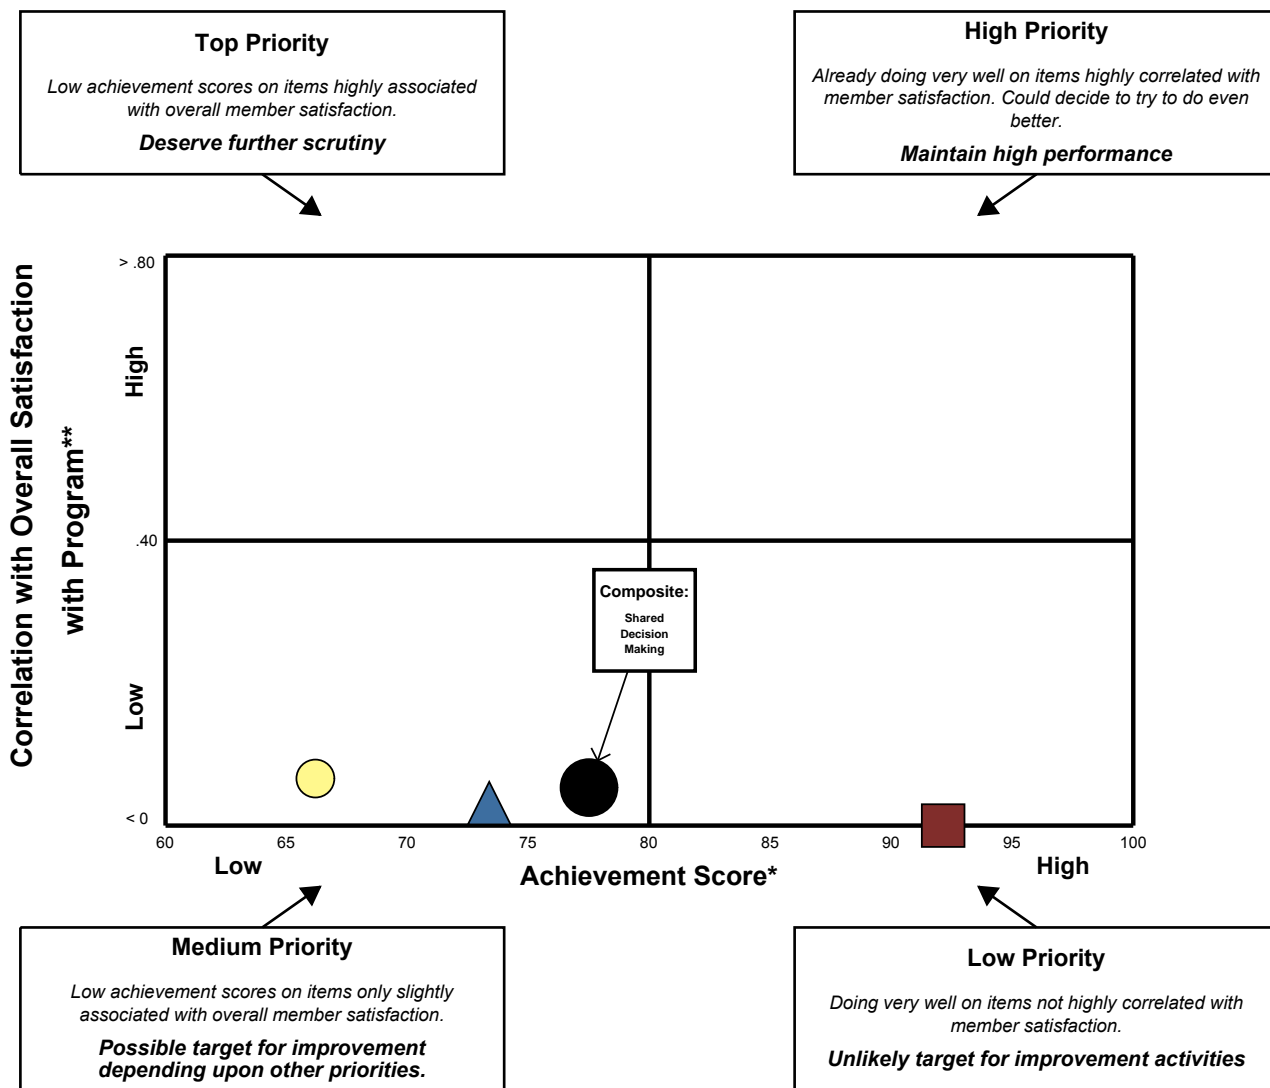 Top Priority
Low achievement scores on items highly associated
with overall member satisfaction.
Deserve further scrutiny
High Priority
Already doing very well on items highly correlated with
member satisfaction. Could decide to try to do even
better.
Maintain high performance
Correlation with Overall Satisfaction
with Program**
> .80
High
.40
Low
< 0
Composite:
Shared
Decision
Making
60 65 70 75 80 85 90 95 100
Low
Achievement Score*
High
Medium Priority
Low achievement scores on items only slightly
associated with overall member satisfaction.
Possible target for improvement
depending upon other priorities.
Low Priority
Doing very well on items not highly correlated with
member satisfaction.
Unlikely target for improvement activities